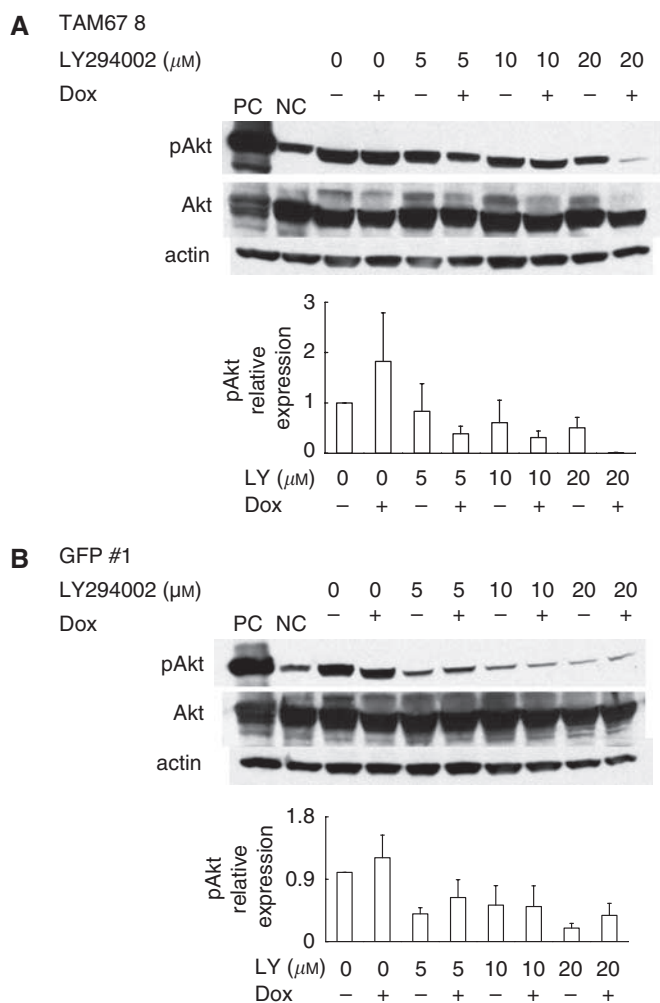 A TAM67 8
LY294002 (μM) 0 0 5 5 10 10 20 20
Dox – + – + – + – +
PC NC
pAkt
Akt
actin
3
2
1
0
pAkt
relative
expression
LY (μM) 0 0 5 5 10 10 20 20
Dox – + – + – + – +
B GFP #1
LY294002 (μM) 0 0 5 5 10 10 20 20
Dox – + – + – + – +
PC NC
pAkt
Akt
actin
1.8
0.9
0
pAkt
relative
expression
LY (μM) 0 0 5 5 10 10 20 20
Dox – + – + – + – +